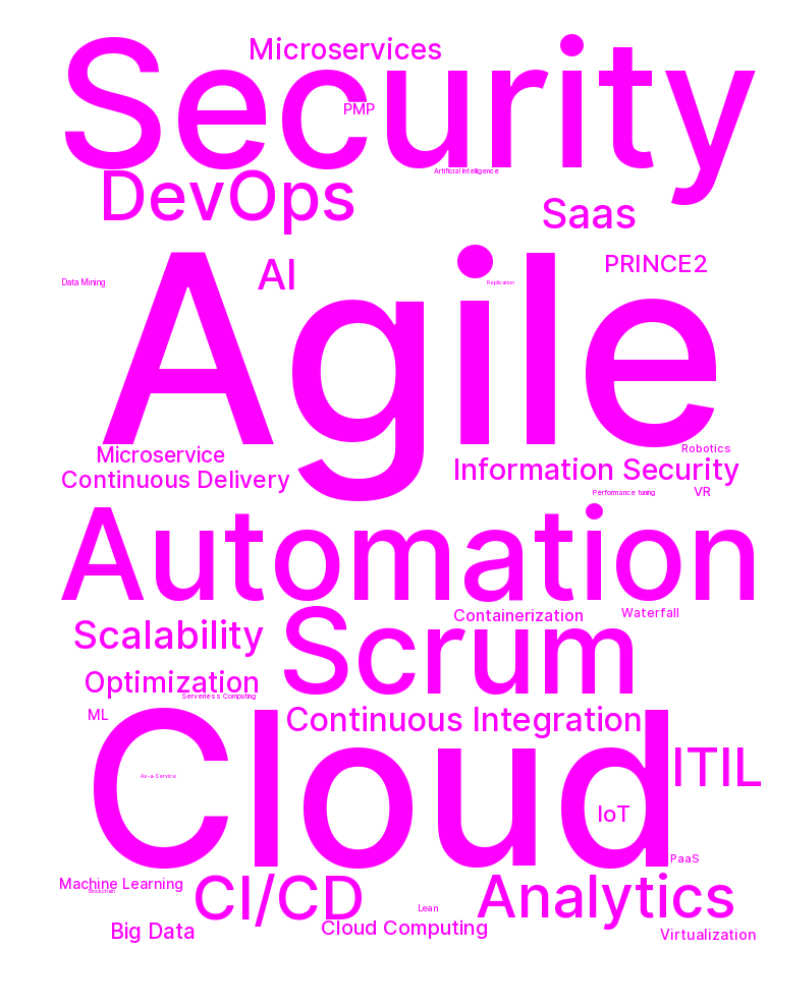 Microservices
Security
PMP
Artificial Intelligence
DevOps
Saas
AI
PRINCE2
Data Mining
Replication
Agile
Robotics
Microservice
Information Security
Continuous Delivery
VR
Performance tuning
Automation
Containerization
Waterfall
Scalability
Scrum
Optimization
Serverless Computing
ML
Continuous Integration
Cloud
ITIL
As-a-Service
IoT
PaaS
Machine Learning
Blockchain
CI/CD
Analytics
Lean
Big Data
Cloud Computing
Virtualization